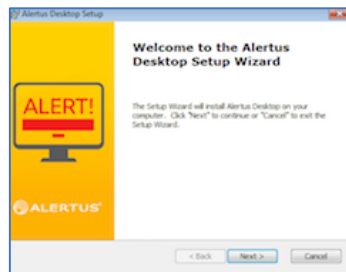 Alertus Desktop Setup
Welcome to the Alertus
Desktop Setup Wizard
ALERT!
The Setup Wizard will install Alertus Desktop on your
computer. Click "Next" to continue or "Cancel" to exit the
Setup Wizard.
ALERTUS
< Back
Next >
Cancel